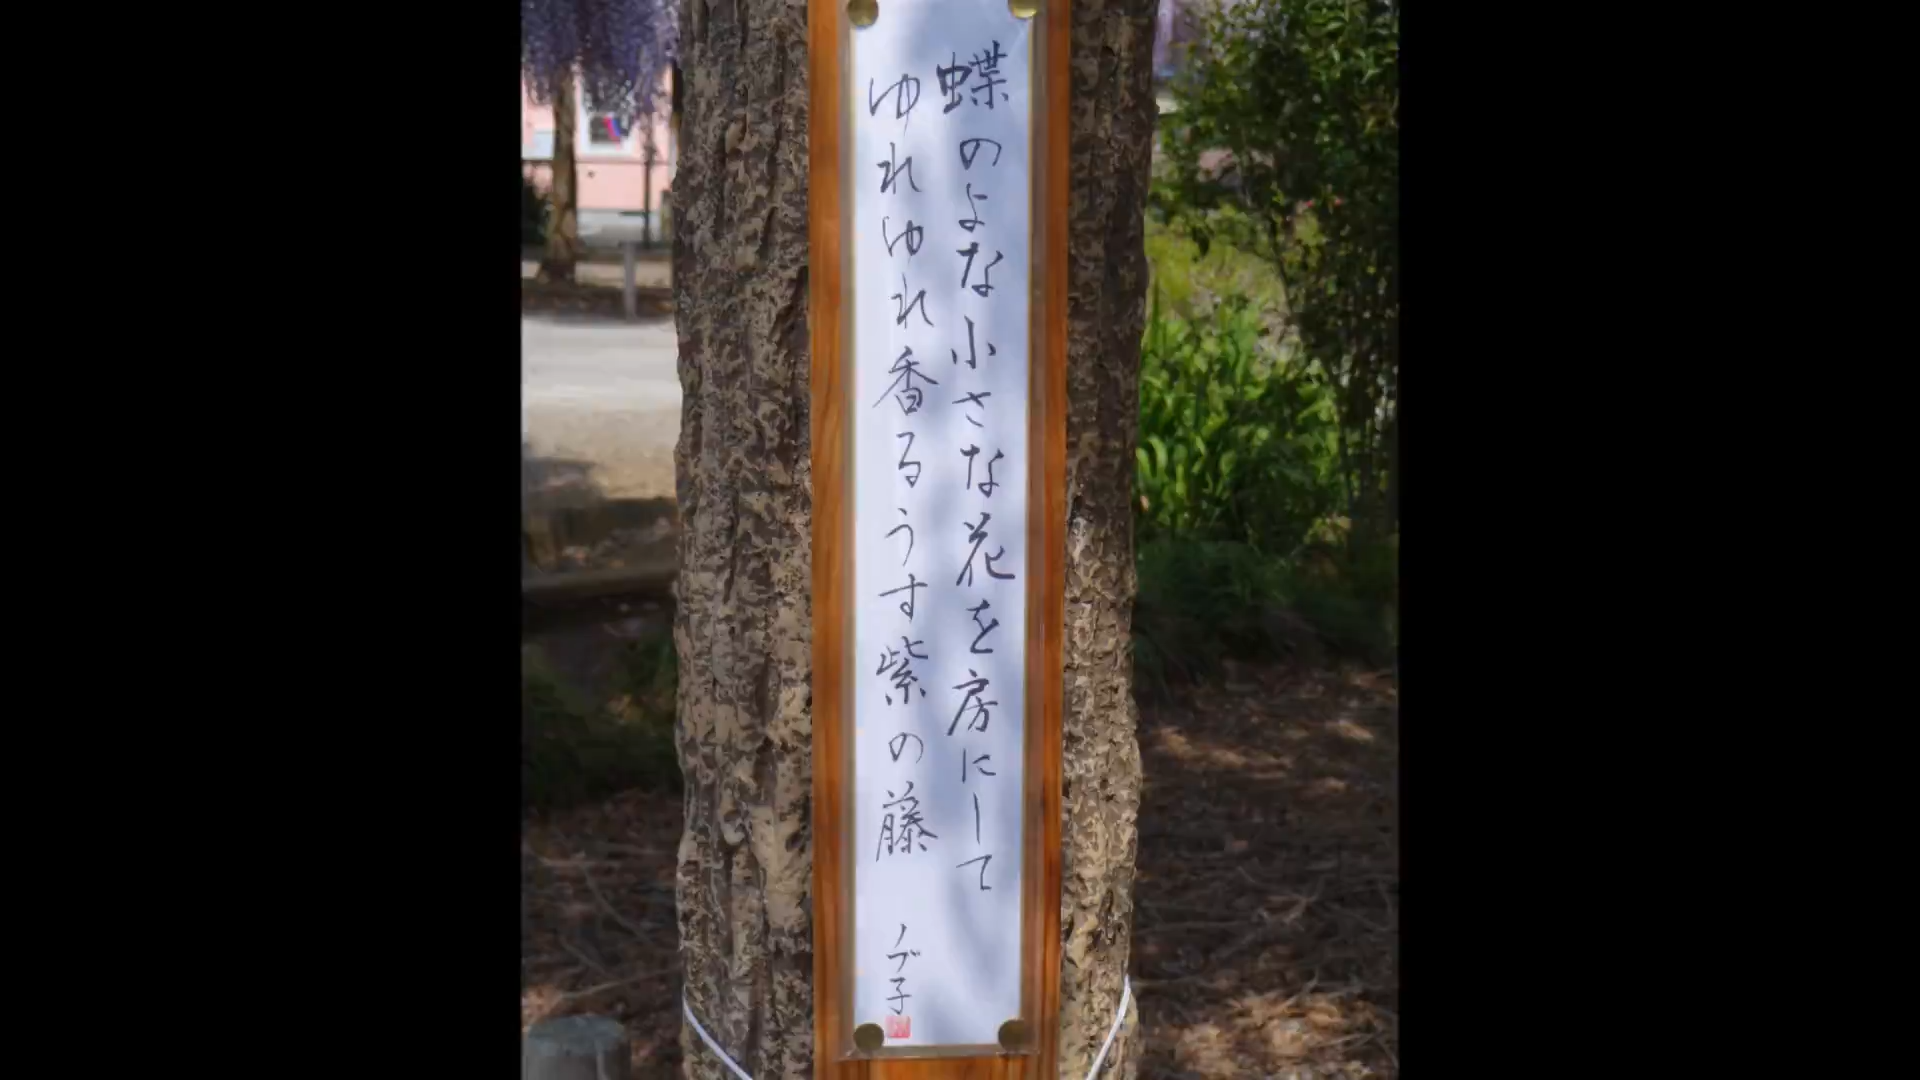 蝶のよな小さな花を房にして
ゆれゆれ香るうす紫の藤
ノブ子